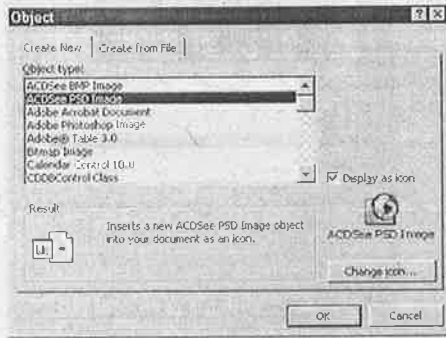 Object
Create New
Create from File
Object type:
ACDSee BMP Image
ACDSee PSD Image
Adobe Acrobat Document
Adobe Photoshop Image
Adobe® Table 3.0
Bitmap Image
Calendar Control 10.0
CDDBControl Class
Display as icon
Result
Inserts a new ACDSee PSD Image object
into your document as an icon.
ACDSee PSD Image
Change icon...
OK
Cancel